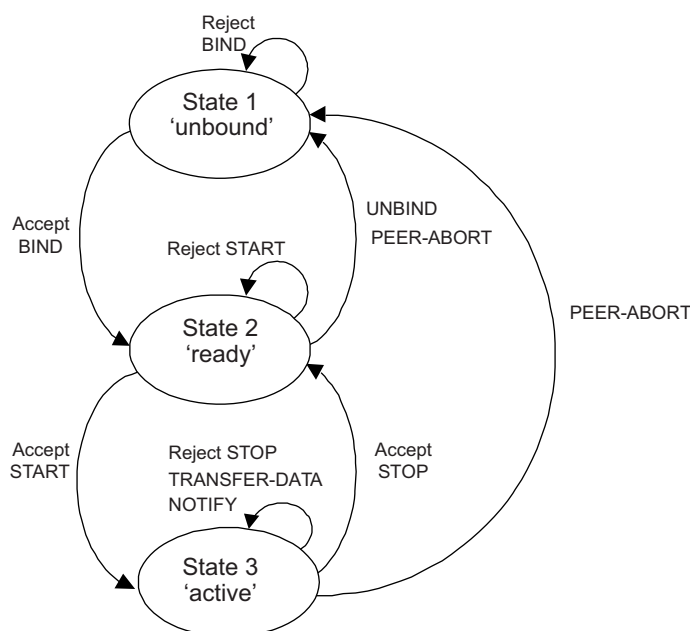 Reject
BIND
State 1
‘unbound’
Accept
BIND
UNBIND
PEER-ABORT
Reject START
PEER-ABORT
State 2
‘ready’
Accept
START
Reject STOP
TRANSFER-DATA
NOTIFY
Accept
STOP
State 3
‘active’